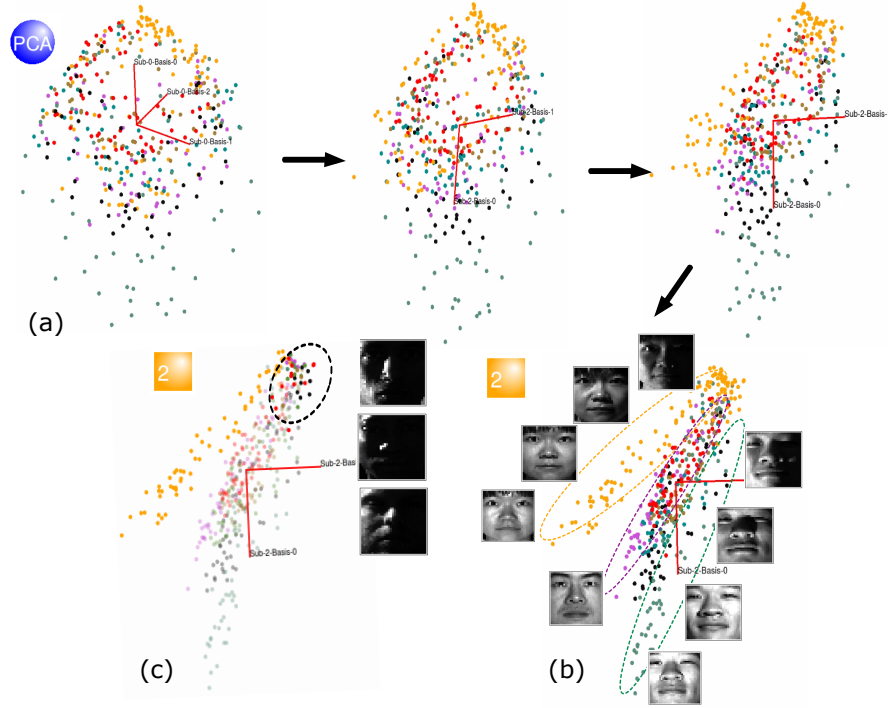 PCA
Sub-0-Basis-0
Sub-0-Basis-2
Sub-0-Basis-1
Sub-2-Basis-1
Sub-2-Basis-0
Sub-2-Basis-
Sub-2-Basis-0
(a)
2
Sub-2-Bas
Sub-2-Basis-0
(c)
2
Sub-2-Basis-0
(b)